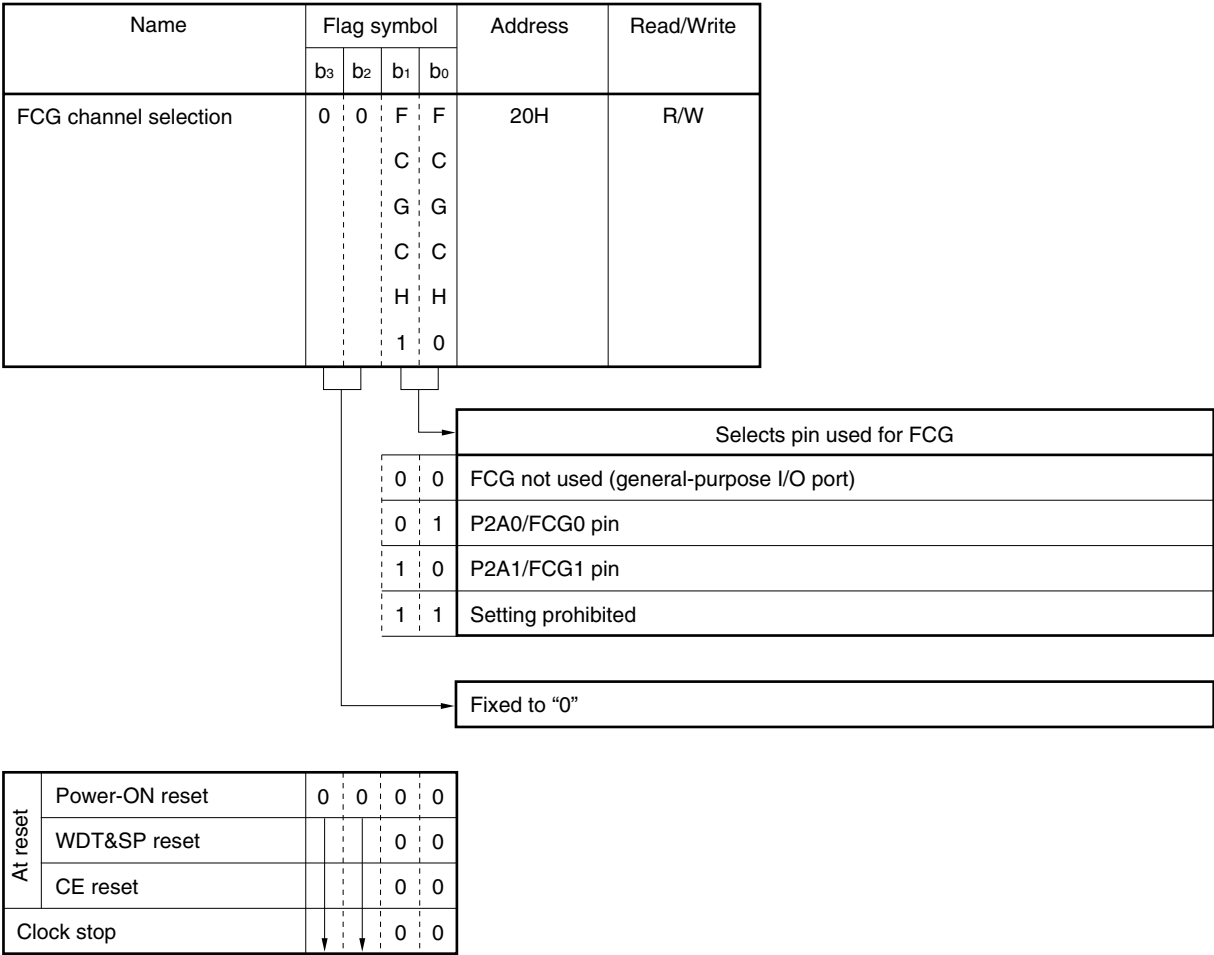 Name Flag symbol Address Read/Write
b3 b2 b1 b0
FCG channel selection 0 0 F F 20H R/W
C C
G G
C C
H H
1 0
Selects pin used for FCG
0 0 FCG not used (general-purpose I/O port)
0 1 P2A0/FCG0 pin
1 0 P2A1/FCG1 pin
1 1 Setting prohibited
Fixed to “0”
At reset
Power-ON reset 0 0 0 0
WDT&SP reset 0 0
CE reset 0 0
Clock stop 0 0